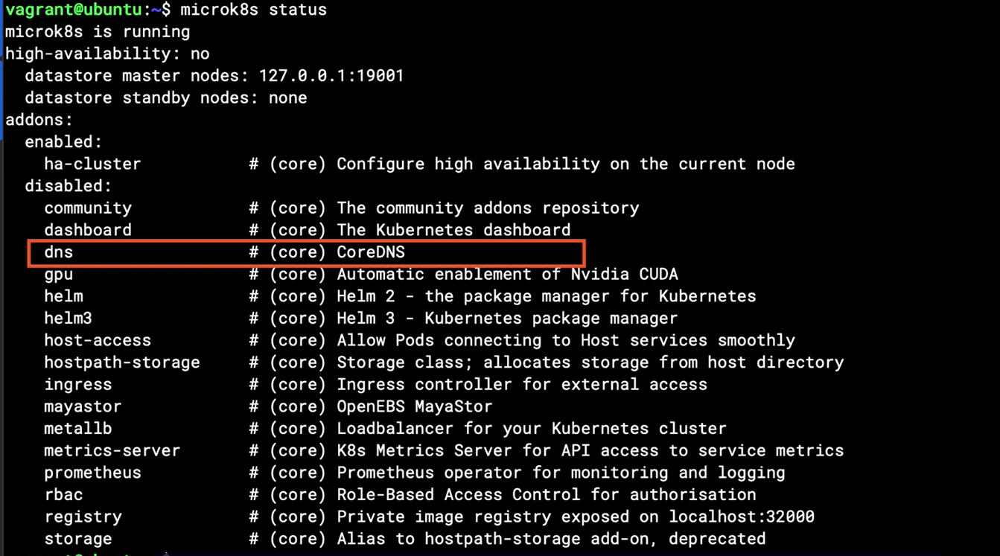 vagrant@ubuntu:~$ microk8s status
microk8s is running
high-availability: no
  datastore master nodes: 127.0.0.1:19001
  datastore standby nodes: none
addons:
  enabled:
    ha-cluster           # (core) Configure high availability on the current node
  disabled:
    community            # (core) The community addons repository
    dashboard            # (core) The Kubernetes dashboard
    dns                  # (core) CoreDNS
    gpu                  # (core) Automatic enablement of Nvidia CUDA
    helm                 # (core) Helm 2 - the package manager for Kubernetes
    helm3                # (core) Helm 3 - Kubernetes package manager
    host-access          # (core) Allow Pods connecting to Host services smoothly
    hostpath-storage     # (core) Storage class; allocates storage from host directory
    ingress              # (core) Ingress controller for external access
    mayastor             # (core) OpenEBS MayaStor
    metallb              # (core) Loadbalancer for your Kubernetes cluster
    metrics-server       # (core) K8s Metrics Server for API access to service metrics
    prometheus           # (core) Prometheus operator for monitoring and logging
    rbac                 # (core) Role-Based Access Control for authorisation
    registry             # (core) Private image registry exposed on localhost:32000
    storage              # (core) Alias to hostpath-storage add-on, deprecated